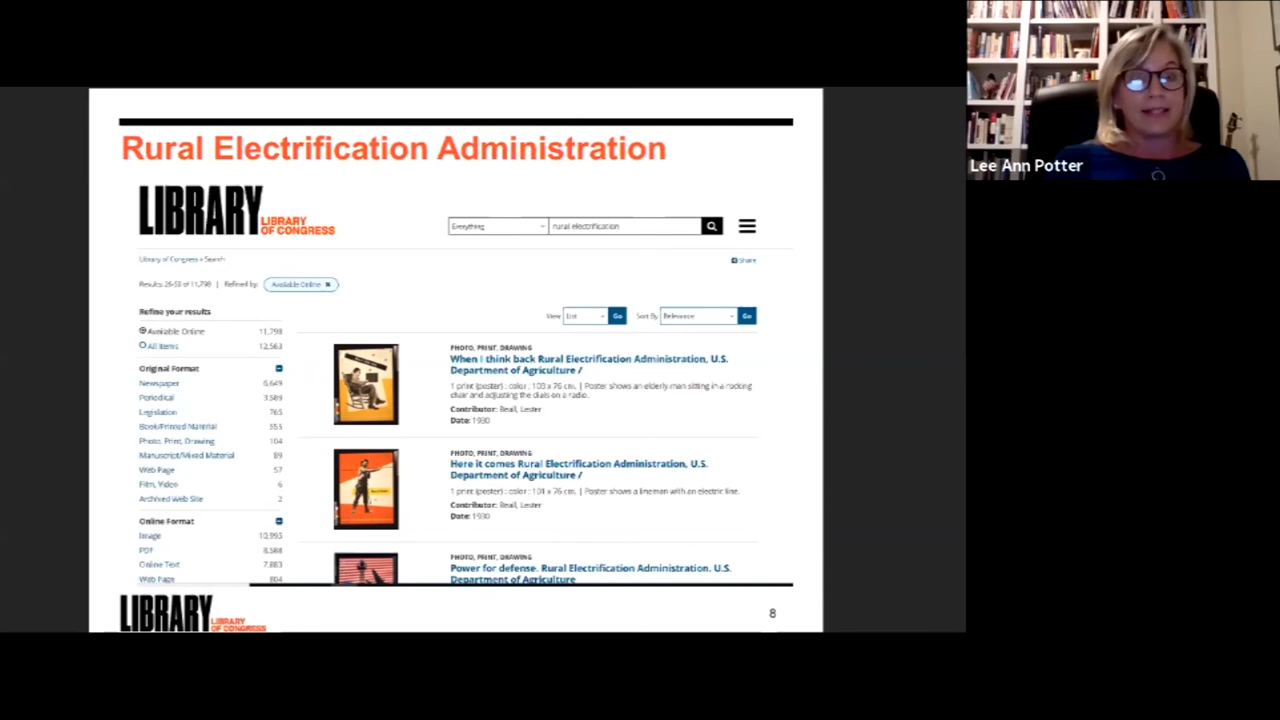 Rural Electrification Administration
LIBRARY
LIBRARY
OF CONGRESS
Everything
rural electrification
Library of Congress » Search
Share
Results: 26-50 of 11,798 | Refined by: Available Online ×
Refine your results
View List Go Sort By Relevance Go
Available Online 11,798
All Items 12,563
Original Format
Newspaper 6,649
Periodical 3,589
Legislation 765
Book/Printed Material 555
Photo, Print, Drawing 104
Manuscript/Mixed Material 89
Web Page 57
Film, Video 6
Archived Web Site 2
Online Format
Image 10,995
PDF 8,588
Online Text 7,883
Web Page 804
PHOTO, PRINT, DRAWING
When I think back Rural Electrification Administration, U.S.
Department of Agriculture /
1 print (poster) : color ; 103 x 76 cm. | Poster shows an elderly man sitting in a rocking
chair and adjusting the dials on a radio.
Contributor: Beall, Lester
Date: 1930
PHOTO, PRINT, DRAWING
Here it comes Rural Electrification Administration, U.S.
Department of Agriculture /
1 print (poster) : color ; 101 x 76 cm. | Poster shows a lineman with an electric line.
Contributor: Beall, Lester
Date: 1930
PHOTO, PRINT, DRAWING
Power for defense. Rural Electrification Administration. U.S.
Department of Agriculture
LIBRARY
LIBRARY
OF CONGRESS
8
Lee Ann Potter